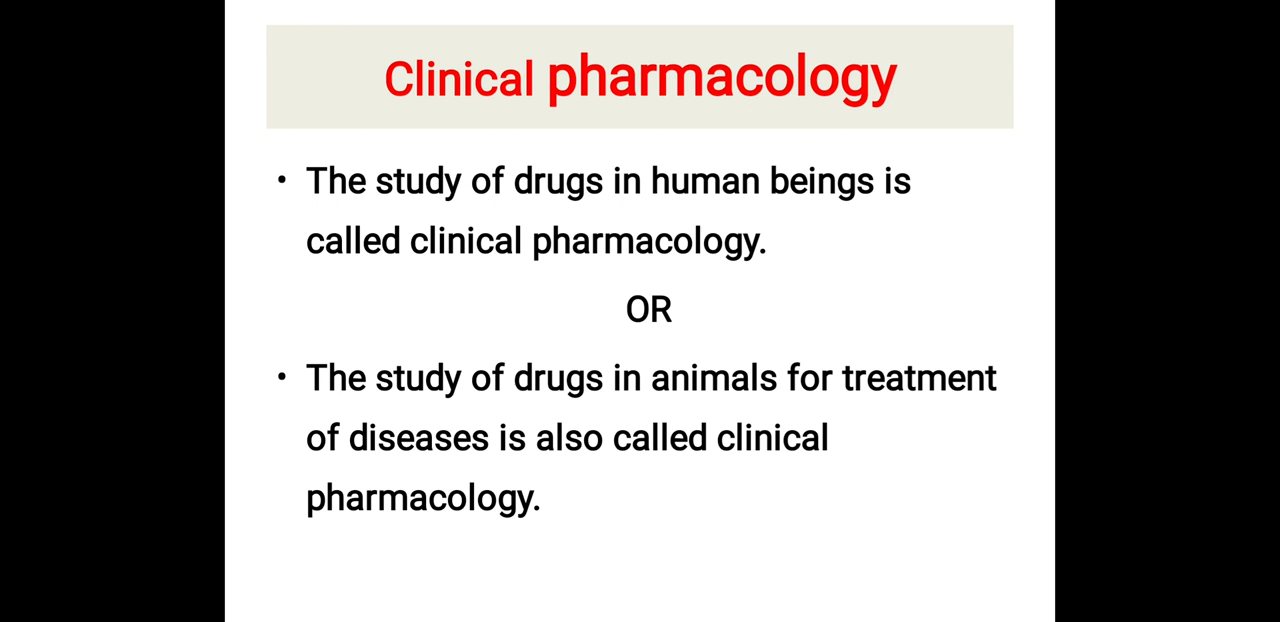 Clinical pharmacology
• The study of drugs in human beings is
called clinical pharmacology.
OR
• The study of drugs in animals for treatment
of diseases is also called clinical
pharmacology.